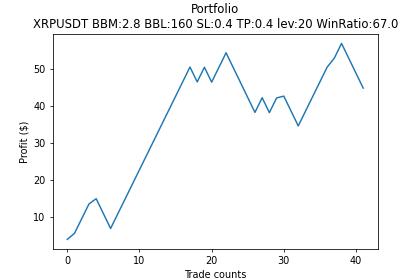 Portfolio
XRPUSDT BBM:2.8 BBL:160 SL:0.4 TP:0.4 lev:20 WinRatio:67.0
Profit ($)
50
40
30
20
10
0 10 20 30 40
Trade counts